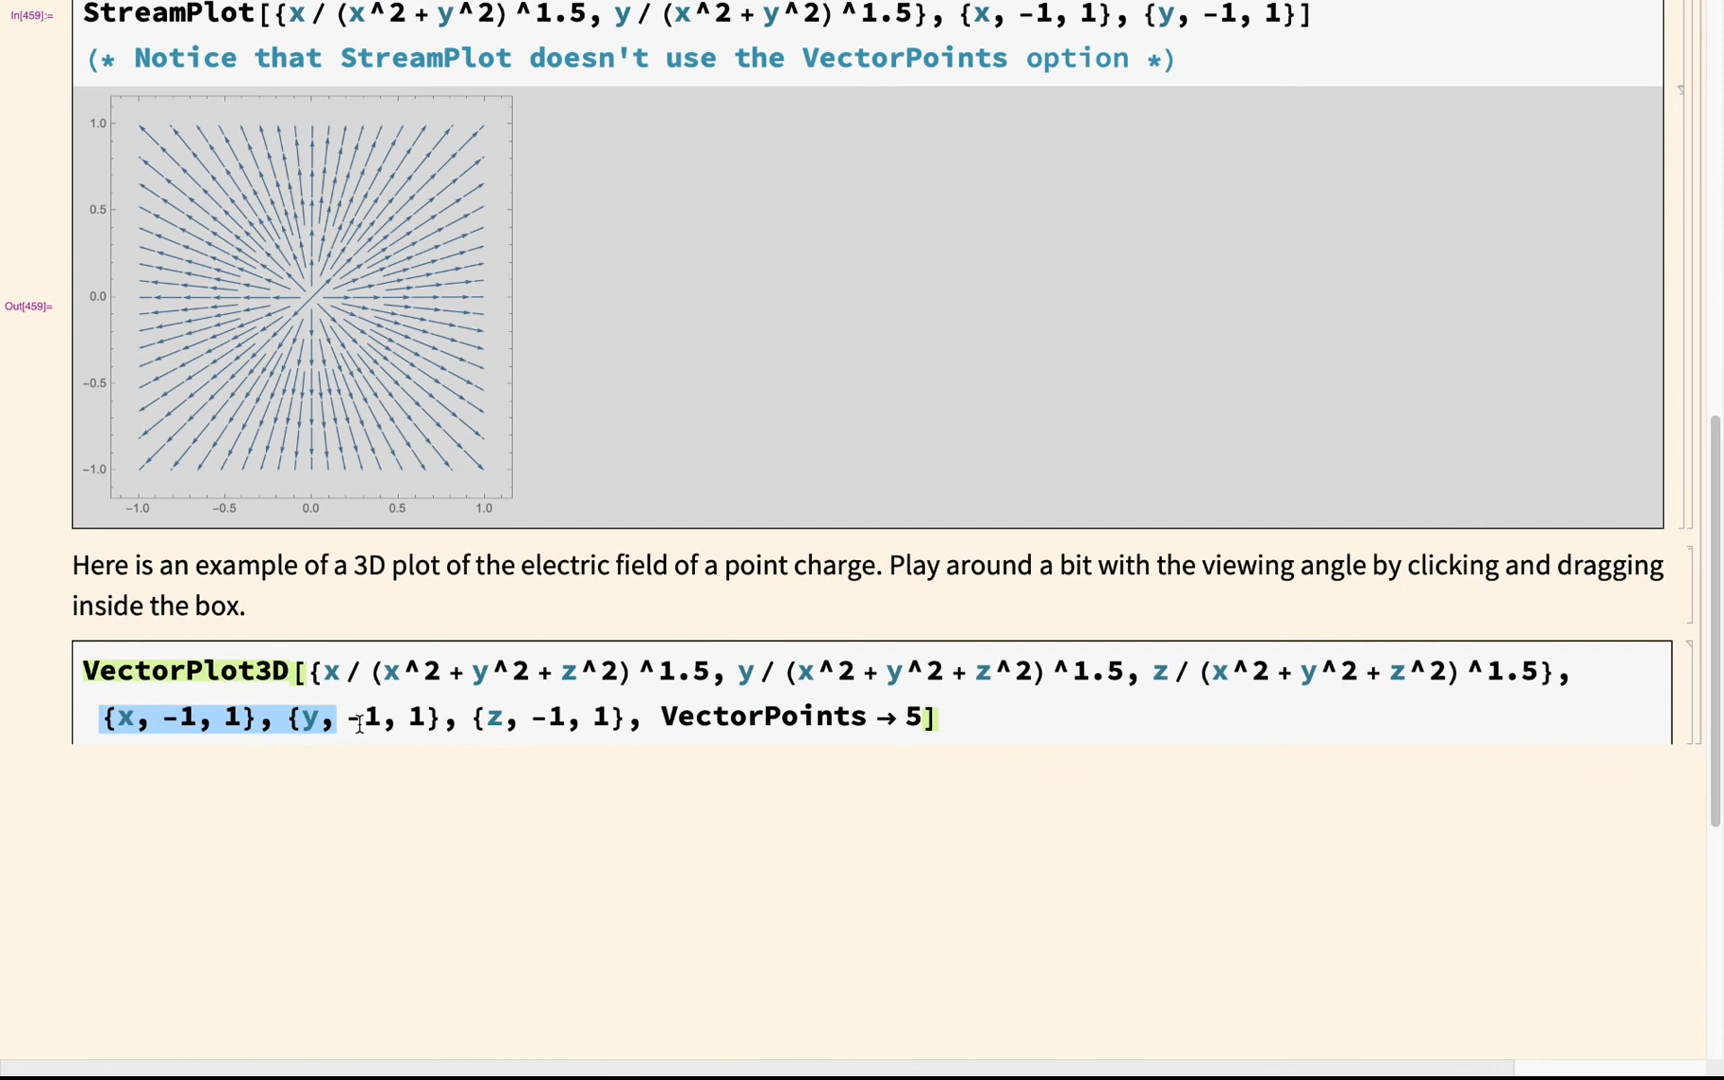 In[459]:=
StreamPlot[{x / (x^2 + y^2) ^1.5, y / (x^2 + y^2) ^1.5}, {x, -1, 1}, {y, -1, 1}]
(* Notice that StreamPlot doesn't use the VectorPoints option *)
1.0
0.5
0.0
-0.5
-1.0
-1.0 -0.5 0.0 0.5 1.0
Out[459]=
Here is an example of a 3D plot of the electric field of a point charge. Play around a bit with the viewing angle by clicking and dragging
inside the box.
VectorPlot3D[{x / (x^2 + y^2 + z^2) ^1.5, y / (x^2 + y^2 + z^2) ^1.5, z / (x^2 + y^2 + z^2) ^1.5},
{x, -1, 1}, {y, -1, 1}, {z, -1, 1}, VectorPoints → 5]